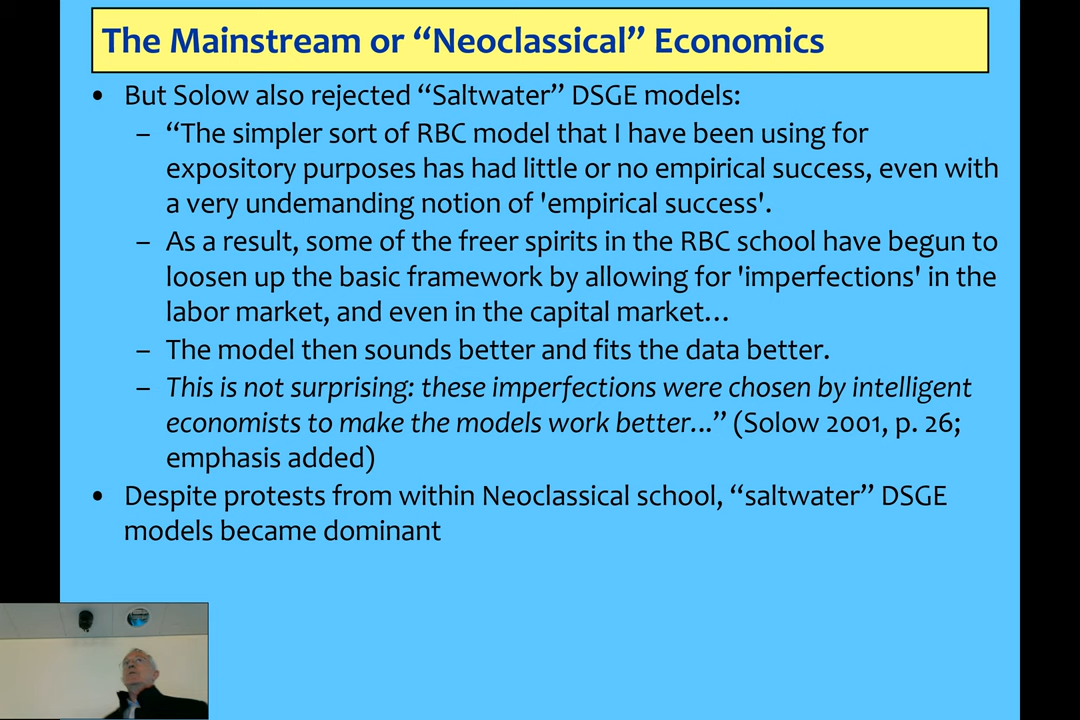 The Mainstream or “Neoclassical” Economics
• But Solow also rejected “Saltwater” DSGE models:
– “The simpler sort of RBC model that I have been using for
expository purposes has had little or no empirical success, even with
a very undemanding notion of 'empirical success'.
– As a result, some of the freer spirits in the RBC school have begun to
loosen up the basic framework by allowing for 'imperfections' in the
labor market, and even in the capital market…
– The model then sounds better and fits the data better.
– This is not surprising: these imperfections were chosen by intelligent
economists to make the models work better...” (Solow 2001, p. 26;
emphasis added)
• Despite protests from within Neoclassical school, “saltwater” DSGE
models became dominant